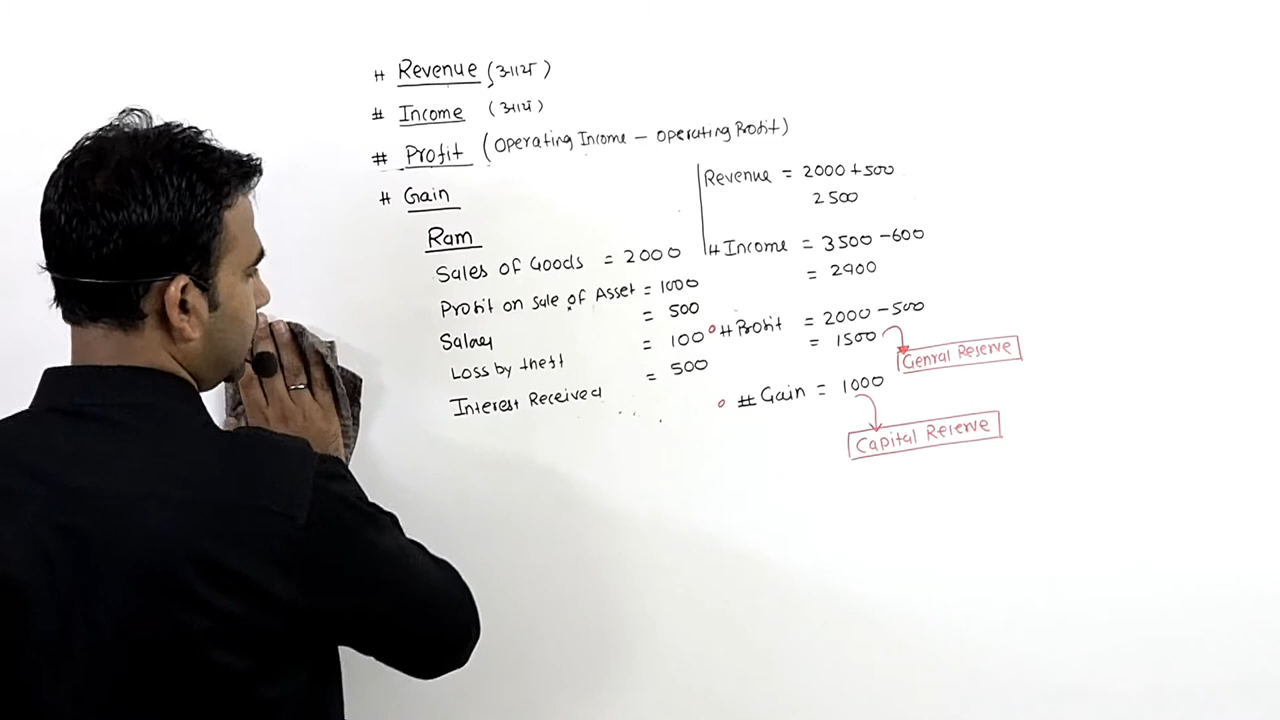 # Revenue (आय)
# Income (आय)
# Profit (Operating Income - Operating Profit)
# Gain
Ram
Sales of Goods = 2000
Profit on sale of Asset = 1000
Salary = 500
Loss by theft = 100
Interest Received = 500
Revenue = 2000 + 500
2500
# Income = 3500 - 600
= 2900
# Profit = 2000 - 500
= 1500
Genral Reserve
# Gain = 1000
Capital Reserve